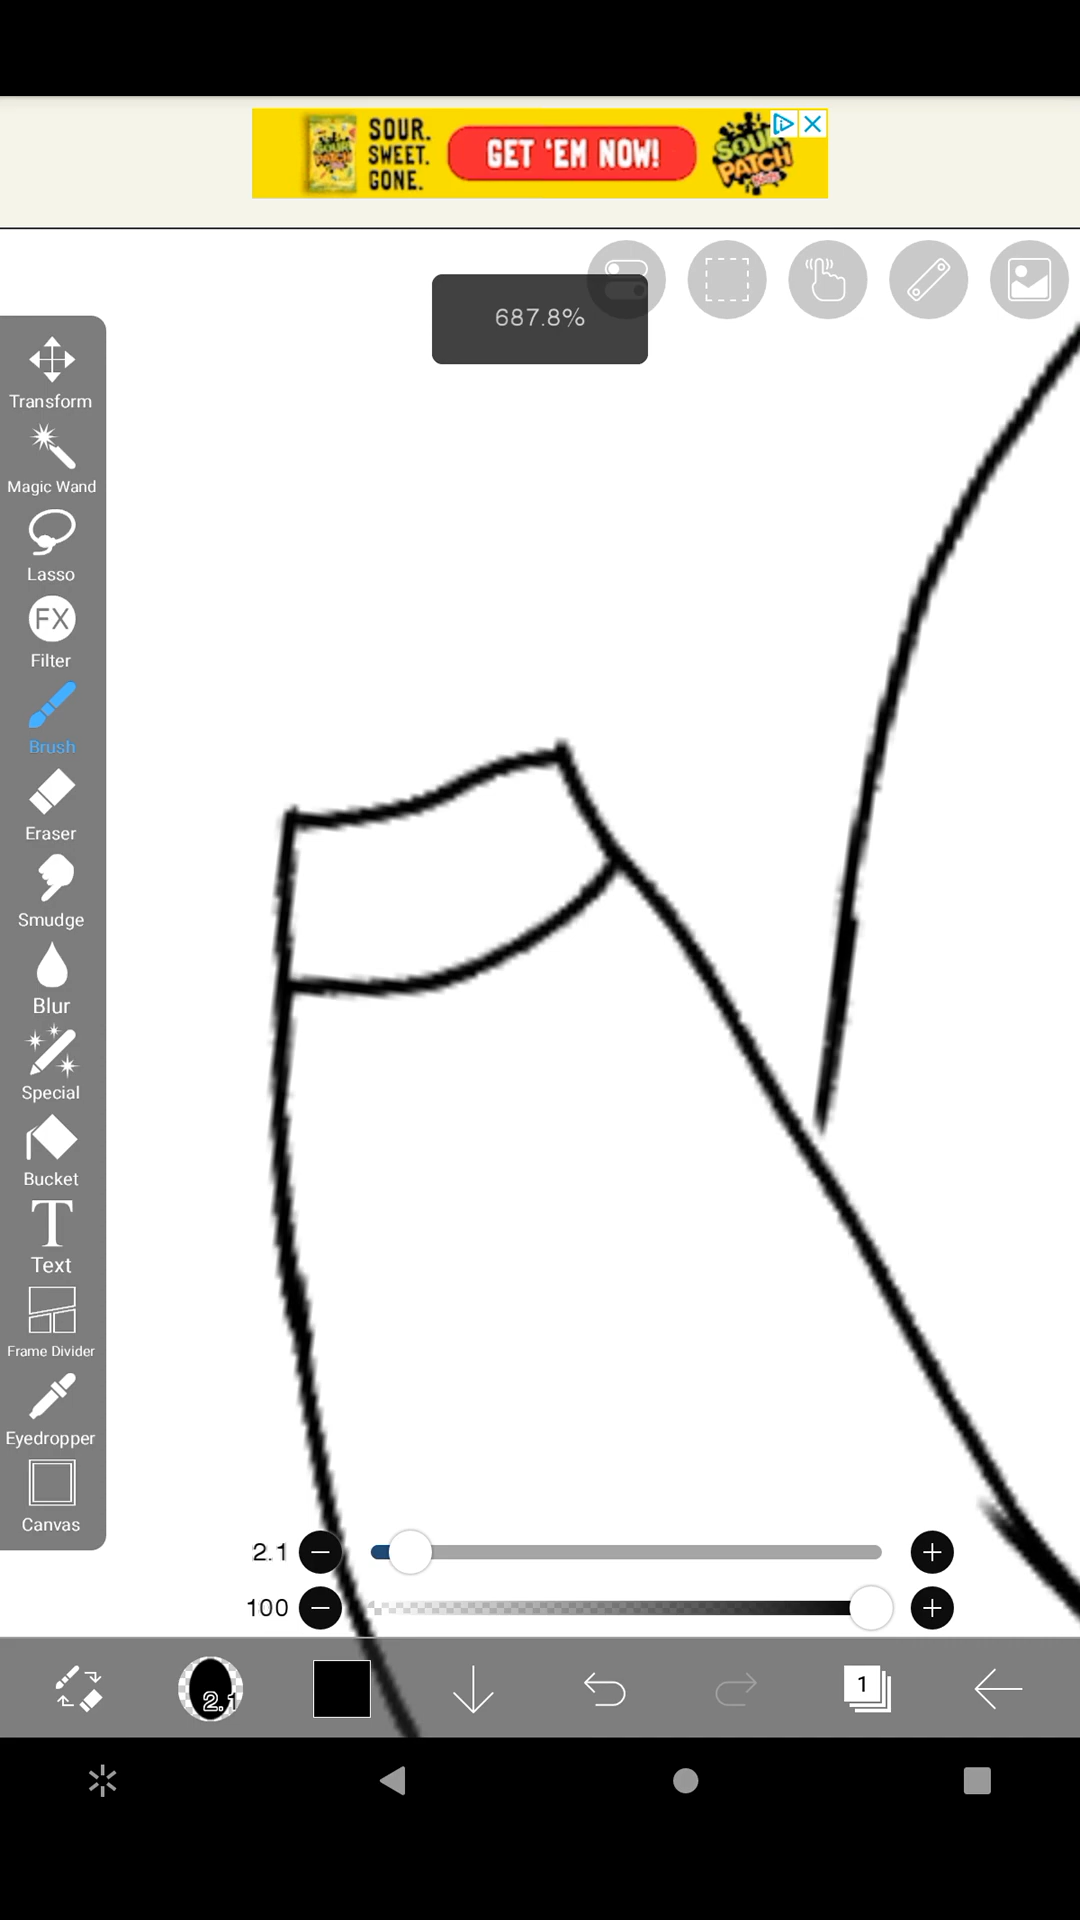 SOUR.
SWEET.
GONE.
GET 'EM NOW!
SOUR
PATCH
Kids
687.8%
Transform
Magic Wand
Lasso
FX
Filter
Brush
Eraser
Smudge
Blur
Special
Bucket
T
Text
Frame Divider
Eyedropper
Canvas
2.1
100
2.1
1